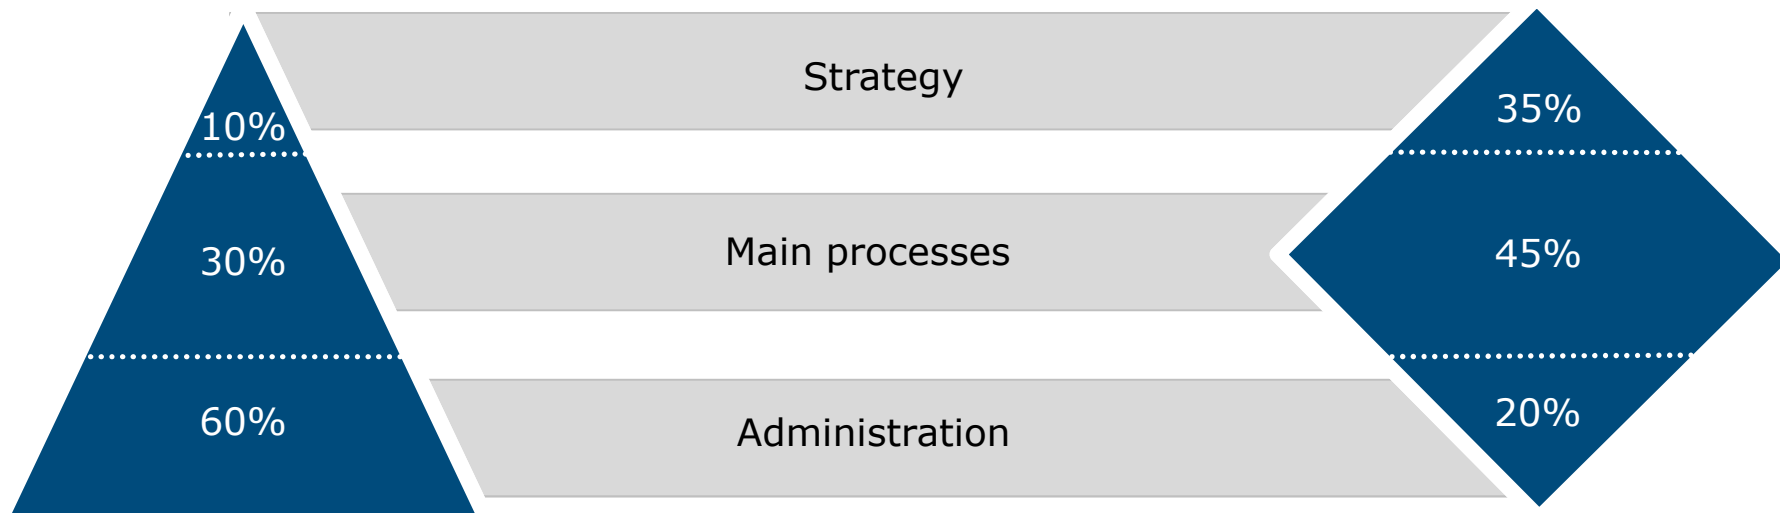 Strategy
10%
35%
Main processes
30%
45%
Administration
60%
20%